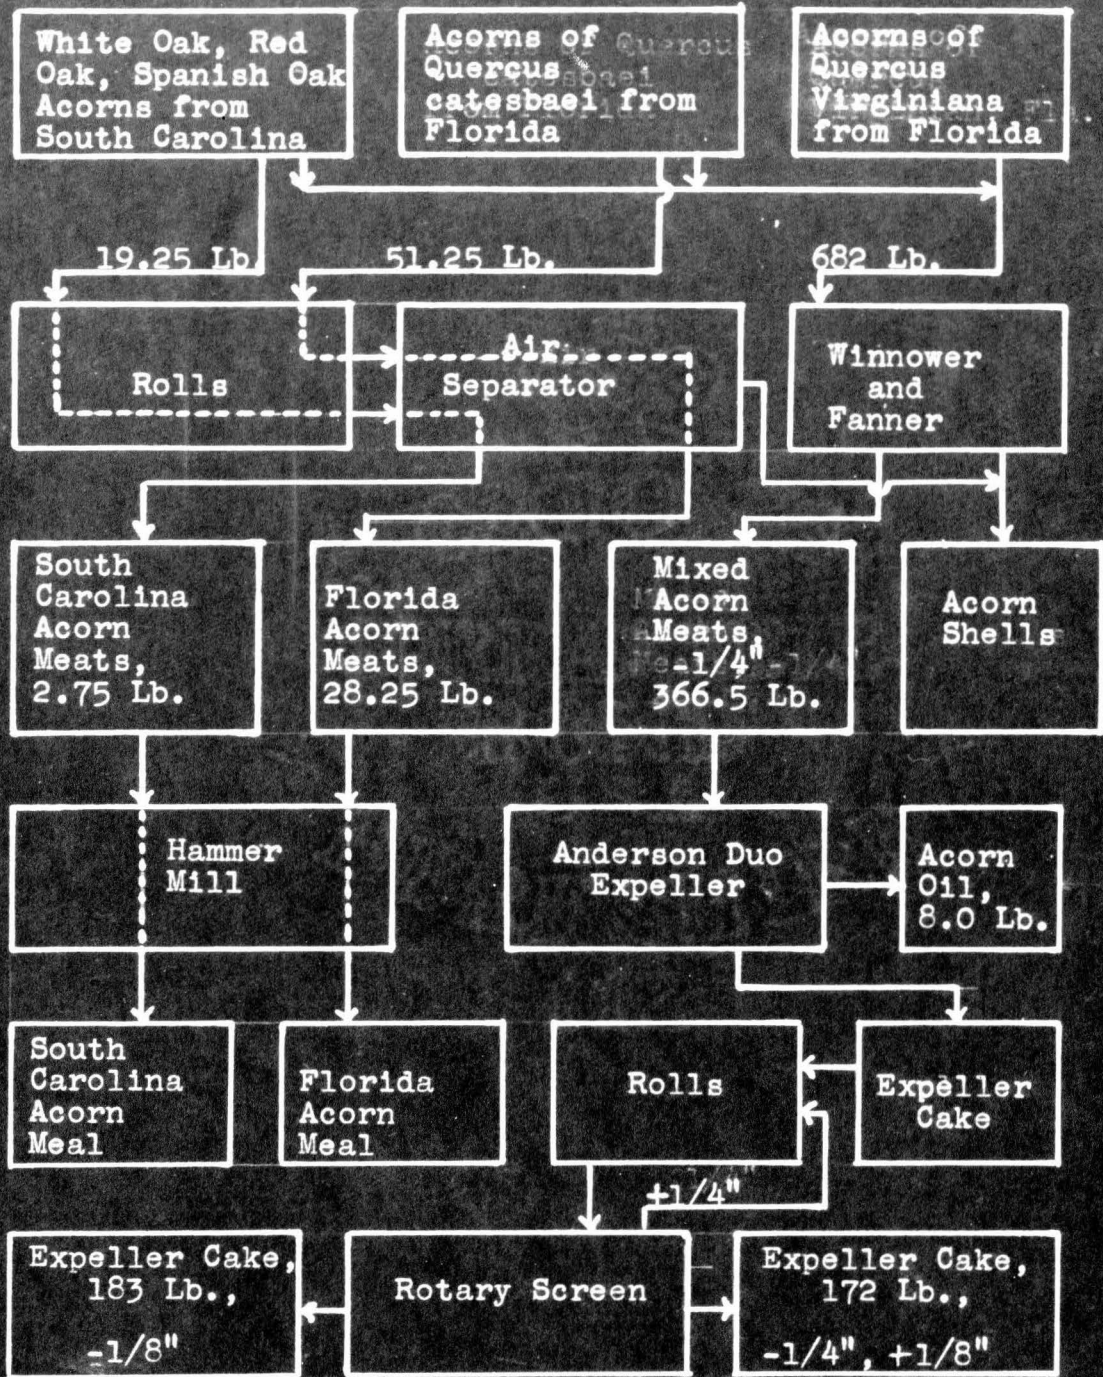 White Oak, Red
Oak, Spanish Oak
Acorns from
South Carolina
Acorns of
Quercus
catesbaei from
Florida
Acorns of
Quercus
Virginiana
from Florida
19.25 Lb.
51.25 Lb.
682 Lb.
Rolls
Air
Separator
Winnower
and
Fanner
South
Carolina
Acorn
Meats,
2.75 Lb.
Florida
Acorn
Meats,
28.25 Lb.
Mixed
Acorn
Meats,
-1/4"
366.5 Lb.
Acorn
Shells
Hammer
Mill
Anderson Duo
Expeller
Acorn
Oil,
8.0 Lb.
South
Carolina
Acorn
Meal
Florida
Acorn
Meal
Rolls
Expeller
Cake
+1/4"
Expeller Cake,
183 Lb.,
-1/8"
Rotary Screen
Expeller Cake,
172 Lb.,
-1/4", +1/8"